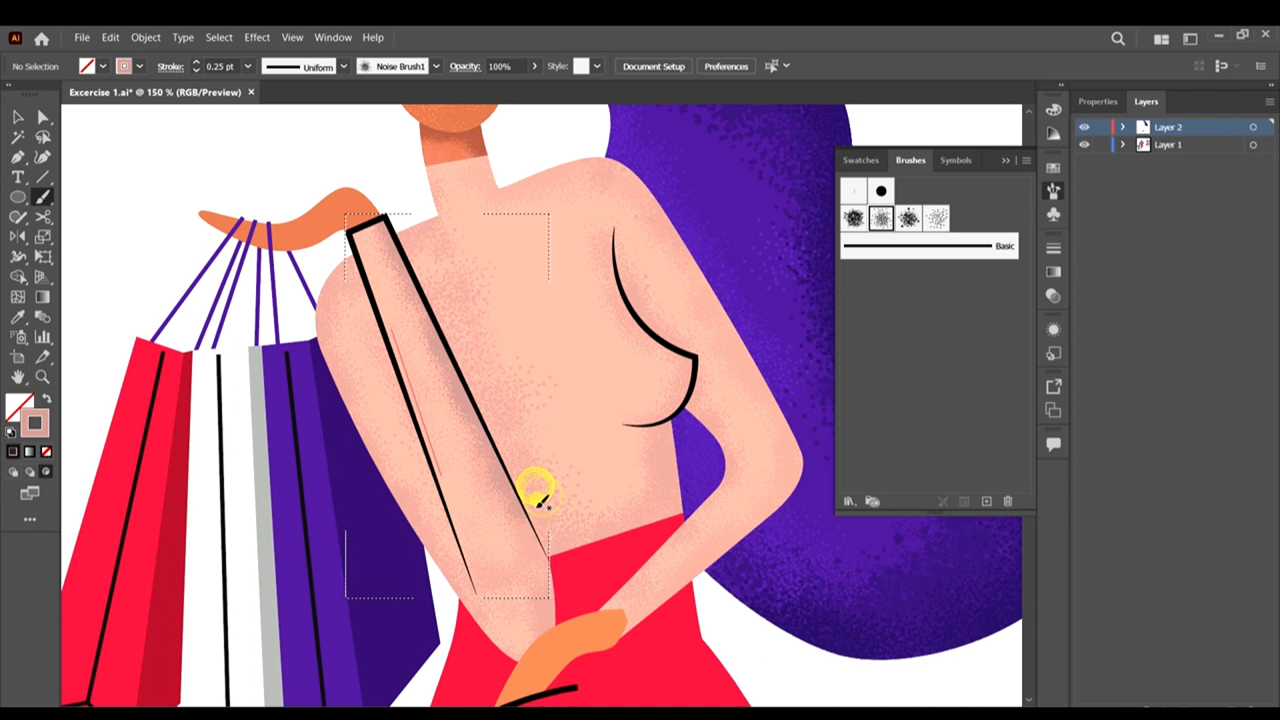 Ai File Edit Object Type Select Effect View Window Help
No Selection Stroke: 0.25 pt Uniform Noise Brush1 Opacity: 100% Style: Document Setup Preferences
Excercise 1.ai* @ 150 % (RGB/Preview) ×
Properties Layers
Layer 2
Layer 1
Swatches Brushes Symbols
Basic